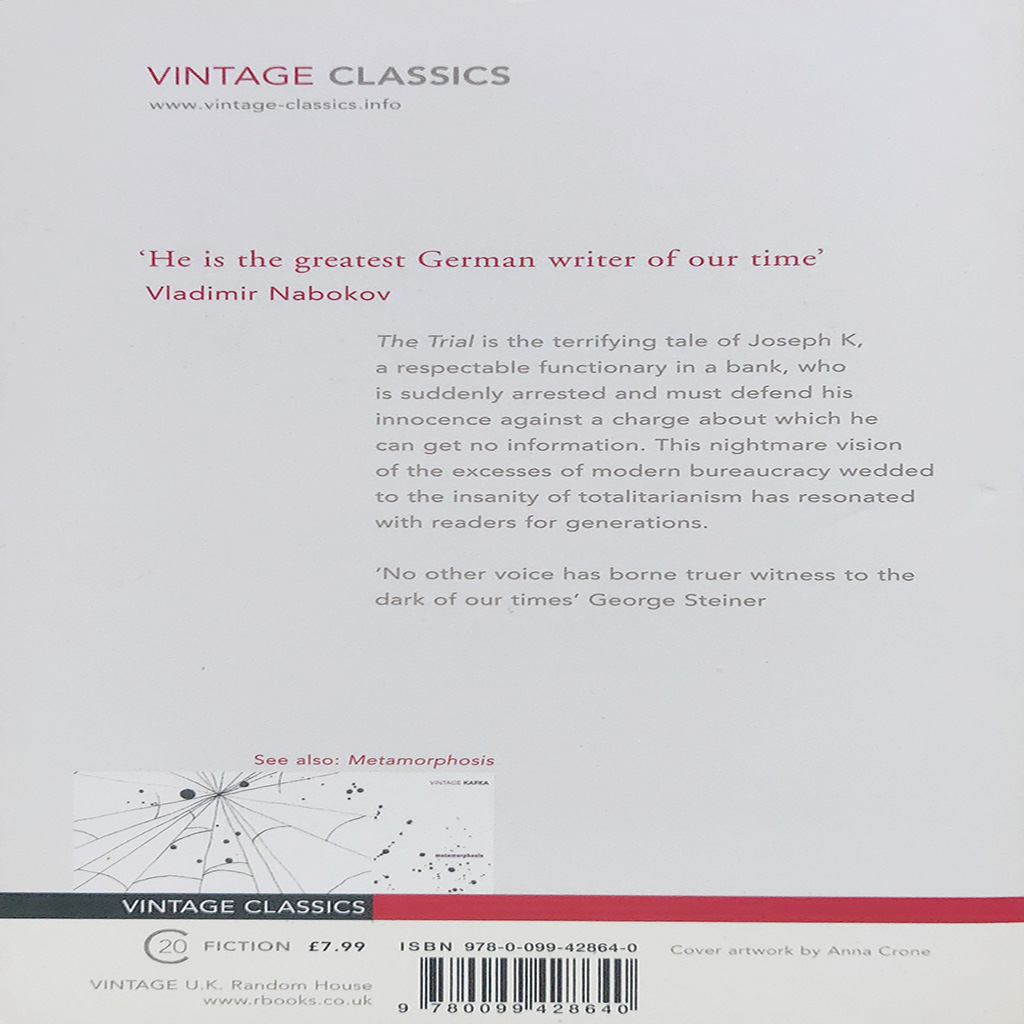 VINTAGE CLASSICS
www.vintage-classics.info
‘He is the greatest German writer of our time’
Vladimir Nabokov
The Trial is the terrifying tale of Joseph K,
a respectable functionary in a bank, who
is suddenly arrested and must defend his
innocence against a charge about which he
can get no information. This nightmare vision
of the excesses of modern bureaucracy wedded
to the insanity of totalitarianism has resonated
with readers for generations.
‘No other voice has borne truer witness to the
dark of our times’ George Steiner
See also: Metamorphosis
VINTAGE KAFKA
metamorphosis
VINTAGE CLASSICS
C20 FICTION £7.99
ISBN 978-0-099-42864-0
Cover artwork by Anna Crone
VINTAGE U.K. Random House
www.rbooks.co.uk
9 780099 428640